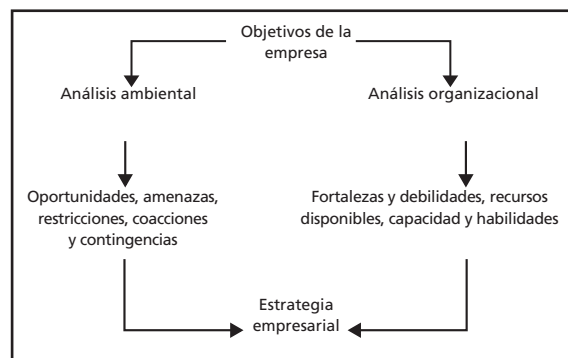 Objetivos de la
empresa
Análisis ambiental
Análisis organizacional
Oportunidades, amenazas,
restricciones, coacciones
y contingencias
Fortalezas y debilidades, recursos
disponibles, capacidad y habilidades
Estrategia
empresarial